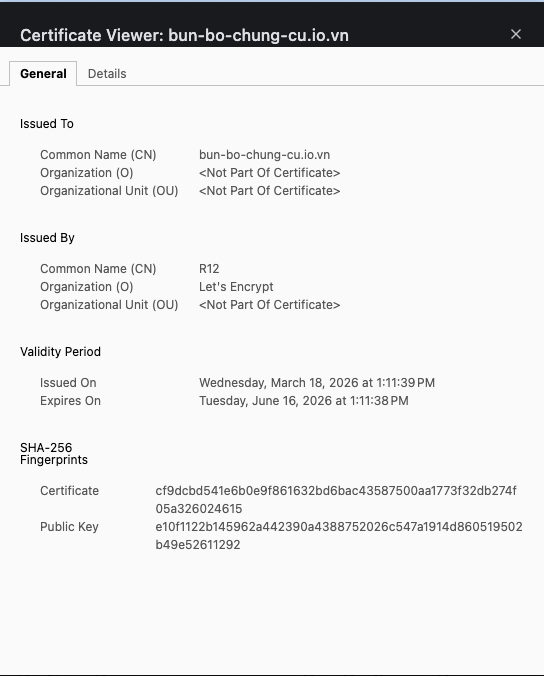 Certificate Viewer: bun-bo-chung-cu.io.vn
General Details
Issued To
Common Name (CN) bun-bo-chung-cu.io.vn
Organization (O) <Not Part Of Certificate>
Organizational Unit (OU) <Not Part Of Certificate>
Issued By
Common Name (CN) R12
Organization (O) Let's Encrypt
Organizational Unit (OU) <Not Part Of Certificate>
Validity Period
Issued On Wednesday, March 18, 2026 at 1:11:39 PM
Expires On Tuesday, June 16, 2026 at 1:11:38 PM
SHA-256
Fingerprints
Certificate cf9dcbd541e6b0e9f861632bd6bac43587500aa1773f32db274f
05a326024615
Public Key e10f1122b145962a442390a4388752026c547a1914d860519502
b49e52611292